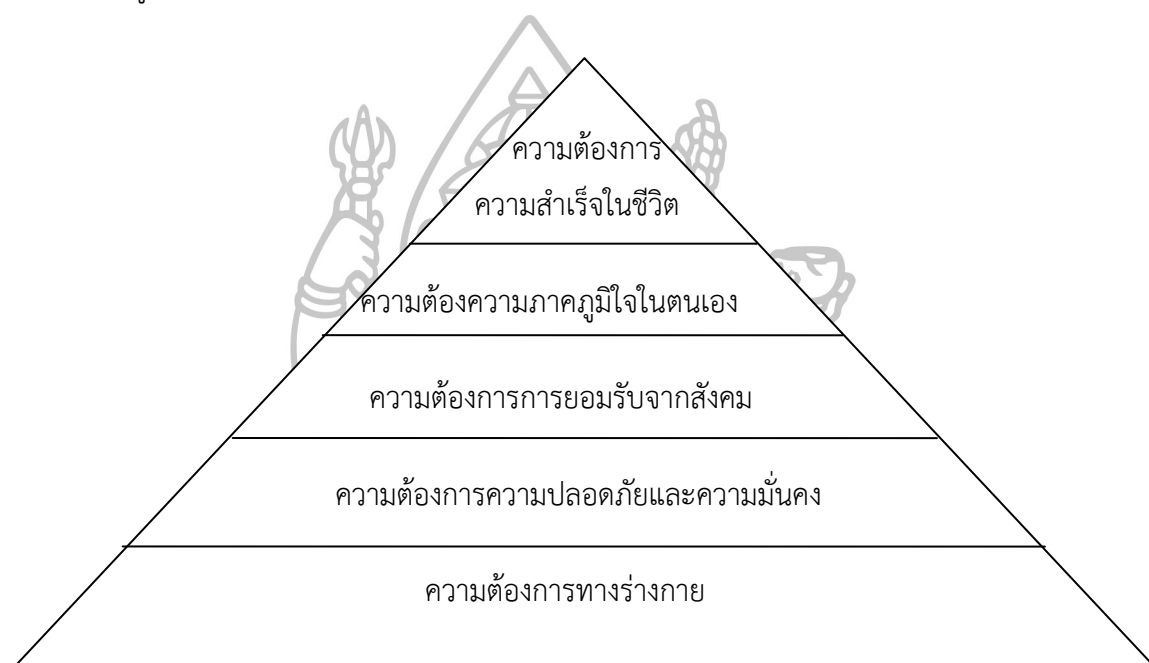 ความต้องการ
ความสำเร็จในชีวิต
ความต้องความภาคภูมิใจในตนเอง
ความต้องการการยอมรับจากสังคม
ความต้องการความปลอดภัยและความมั่นคง
ความต้องการทางร่างกาย